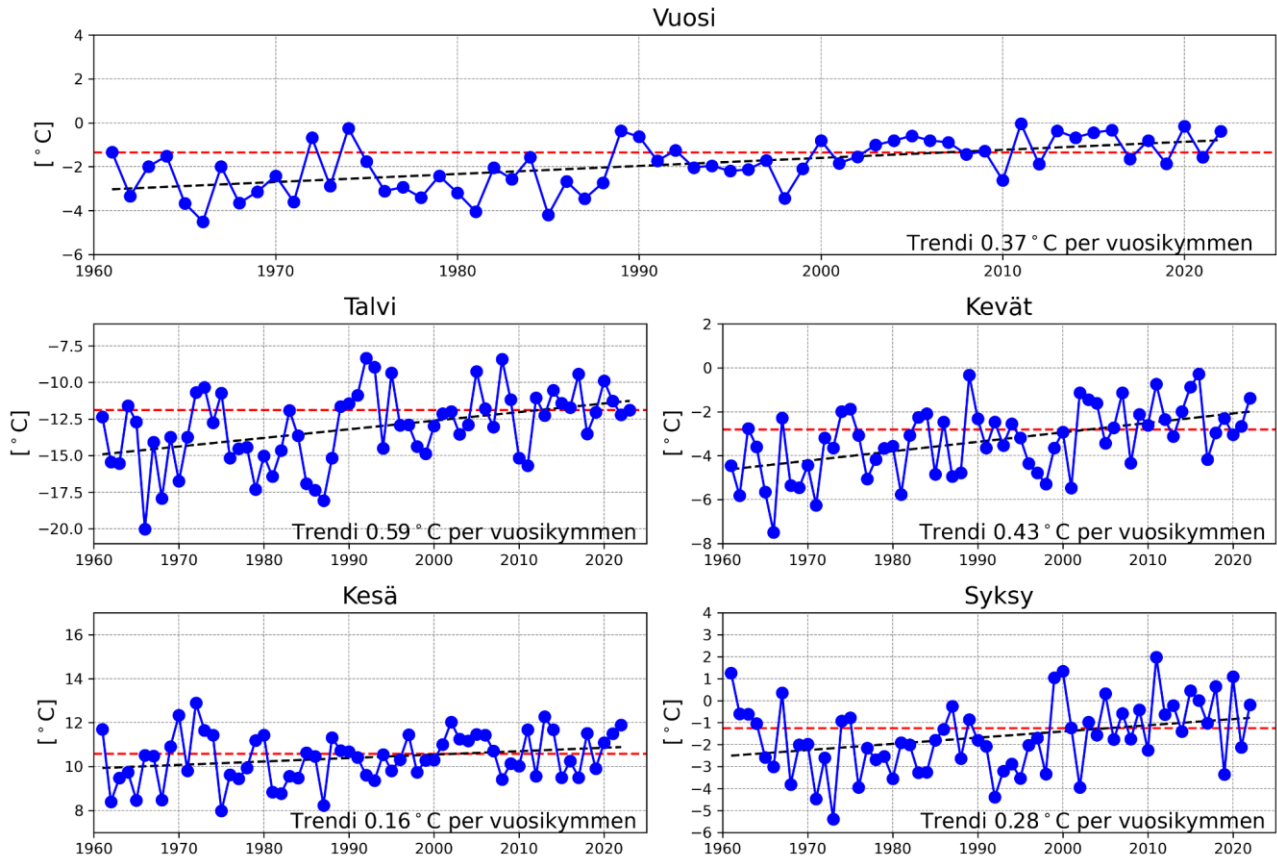 Vuosi
4
2
0
−2
−4
−6
[°C]
Trendi 0.37°C per vuosikymmen
1960 1970 1980 1990 2000 2010 2020
Talvi
−7.5
−10.0
−12.5
−15.0
−17.5
−20.0
[°C]
Trendi 0.59°C per vuosikymmen
1960 1970 1980 1990 2000 2010 2020
Kevät
2
0
−2
−4
−6
−8
[°C]
Trendi 0.43°C per vuosikymmen
1960 1970 1980 1990 2000 2010 2020
Kesä
16
14
12
10
8
[°C]
Trendi 0.16°C per vuosikymmen
1960 1970 1980 1990 2000 2010 2020
Syksy
4
3
2
1
0
−1
−2
−3
−4
−5
−6
[°C]
Trendi 0.28°C per vuosikymmen
1960 1970 1980 1990 2000 2010 2020